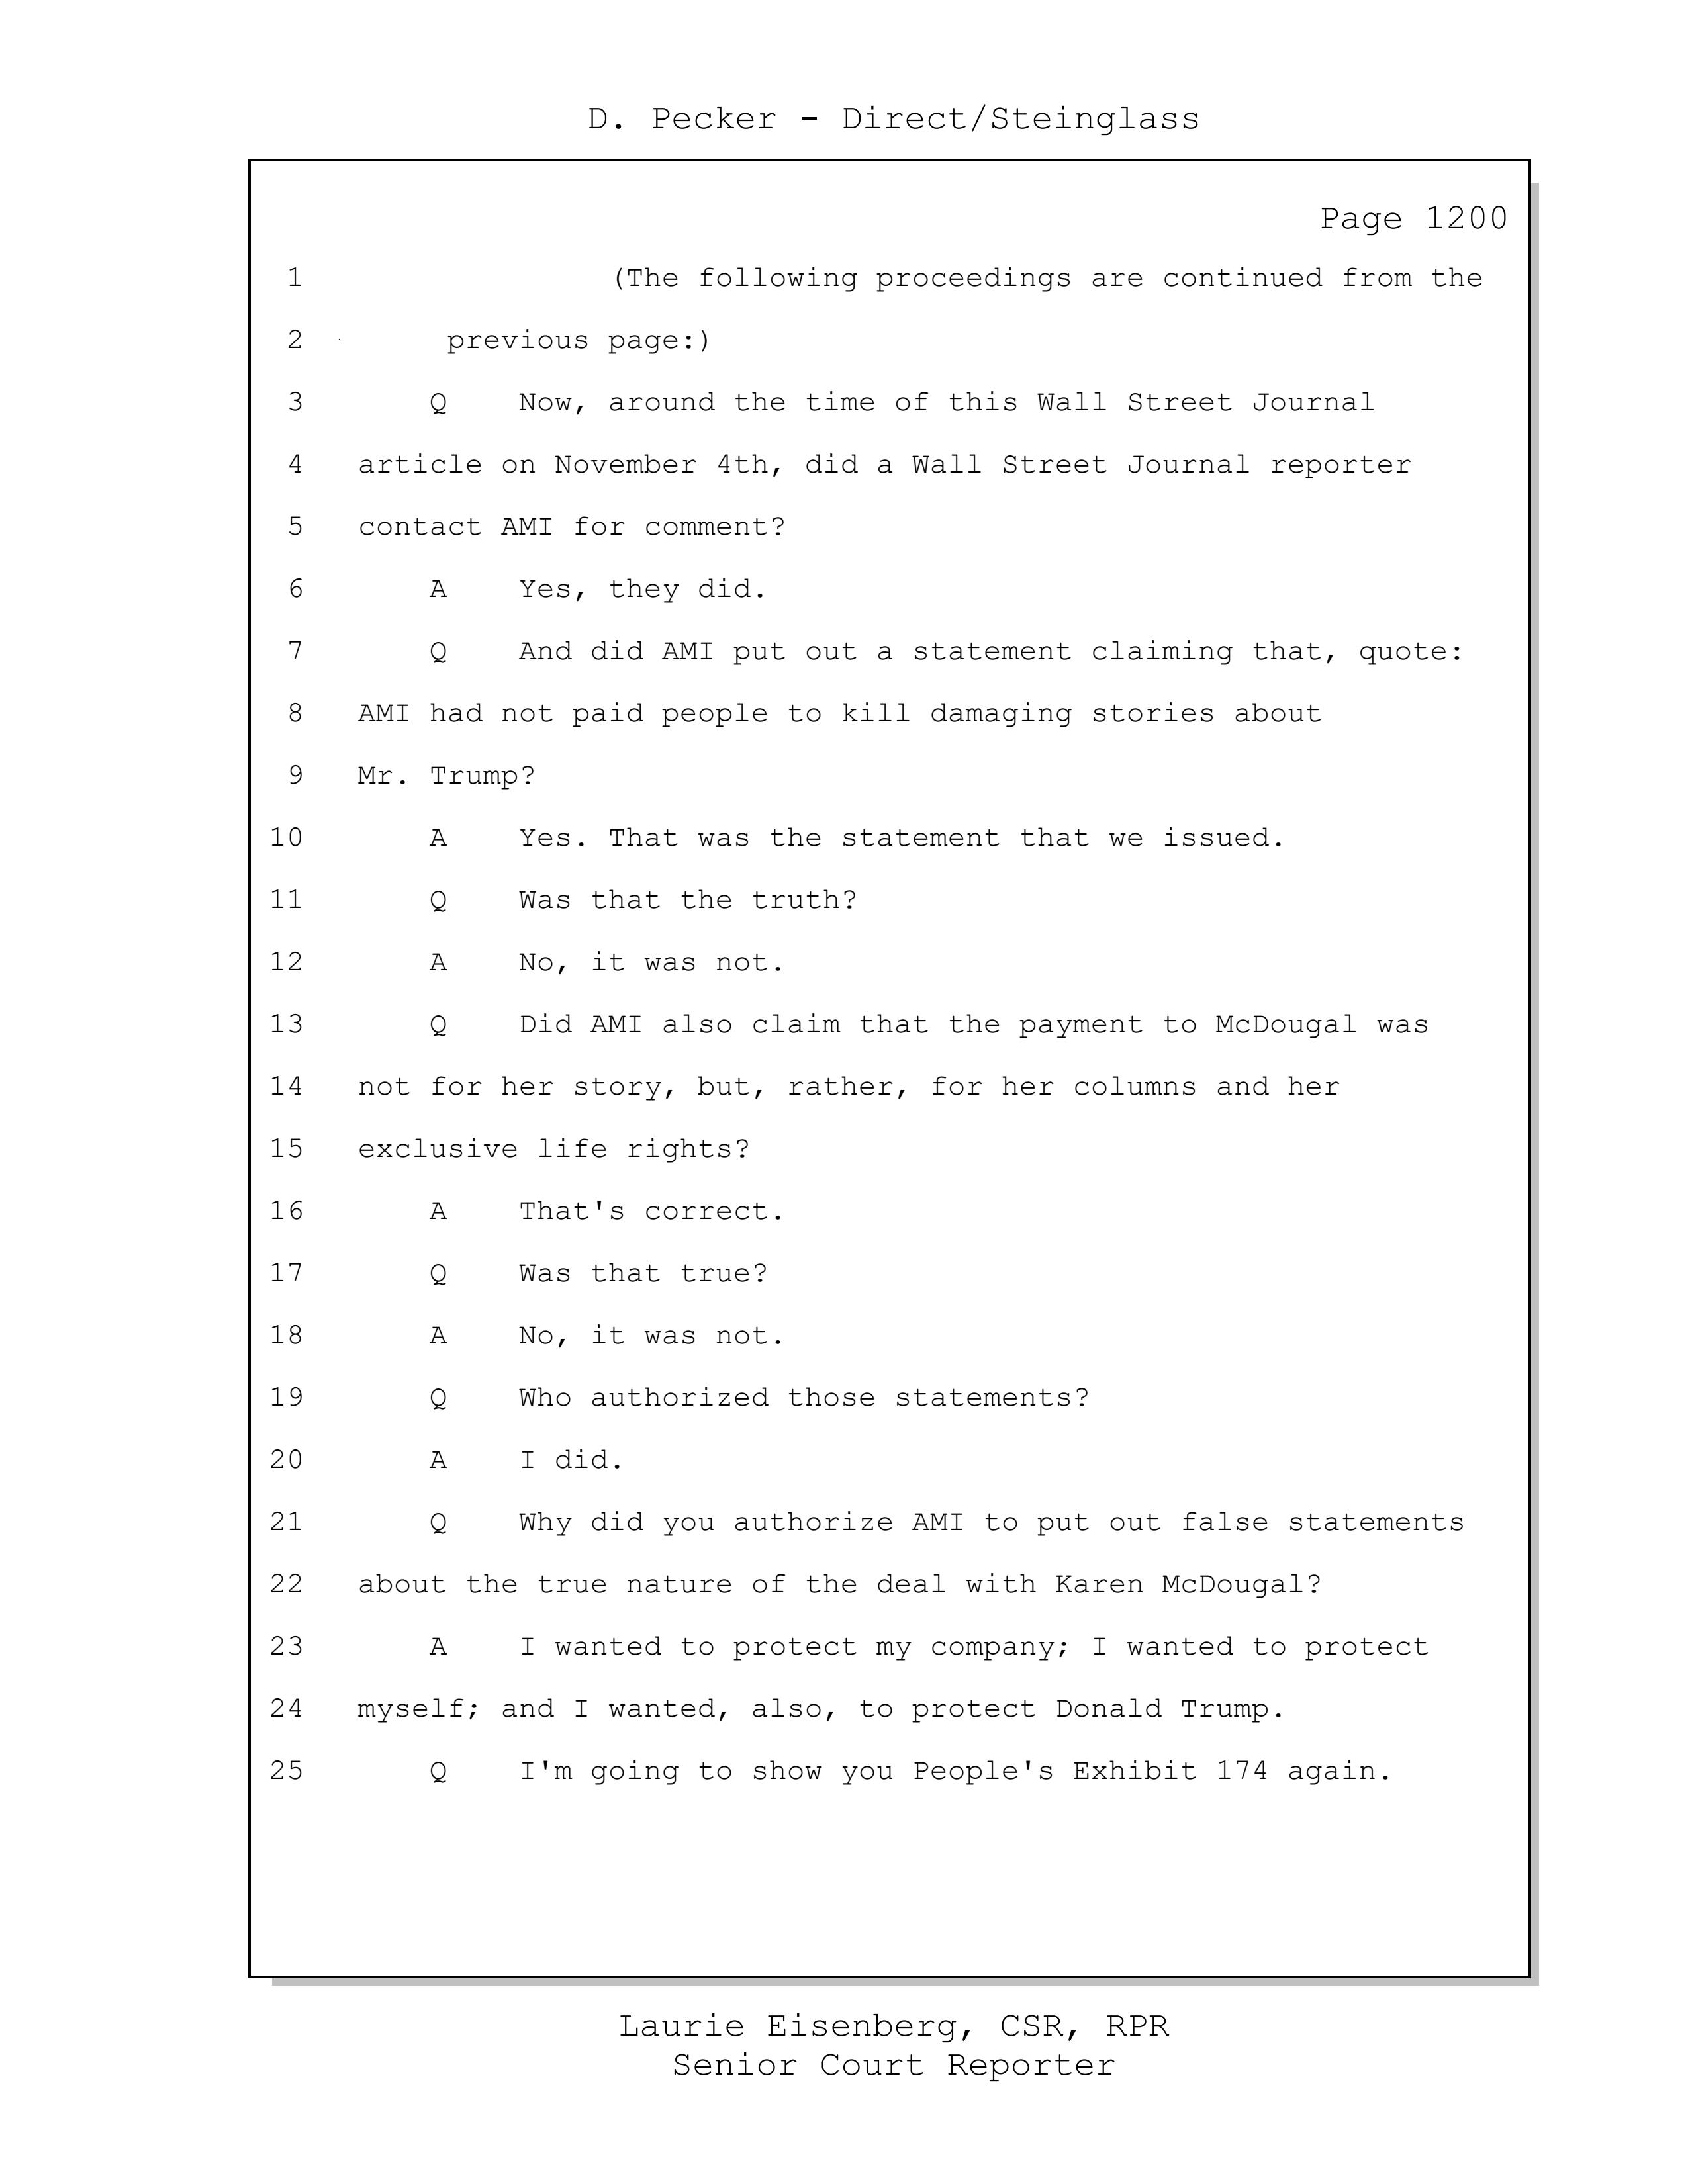 D. Pecker - Direct/Steinglass
Page 1200
1 (The following proceedings are continued from the
2 previous page:)
3 Q Now, around the time of this Wall Street Journal
4 article on November 4th, did a Wall Street Journal reporter
5 contact AMI for comment?
6 A Yes, they did.
7 Q And did AMI put out a statement claiming that, quote:
8 AMI had not paid people to kill damaging stories about
9 Mr. Trump?
10 A Yes. That was the statement that we issued.
11 Q Was that the truth?
12 A No, it was not.
13 Q Did AMI also claim that the payment to McDougal was
14 not for her story, but, rather, for her columns and her
15 exclusive life rights?
16 A That's correct.
17 Q Was that true?
18 A No, it was not.
19 Q Who authorized those statements?
20 A I did.
21 Q Why did you authorize AMI to put out false statements
22 about the true nature of the deal with Karen McDougal?
23 A I wanted to protect my company; I wanted to protect
24 myself; and I wanted, also, to protect Donald Trump.
25 Q I'm going to show you People's Exhibit 174 again.
Laurie Eisenberg, CSR, RPR
Senior Court Reporter